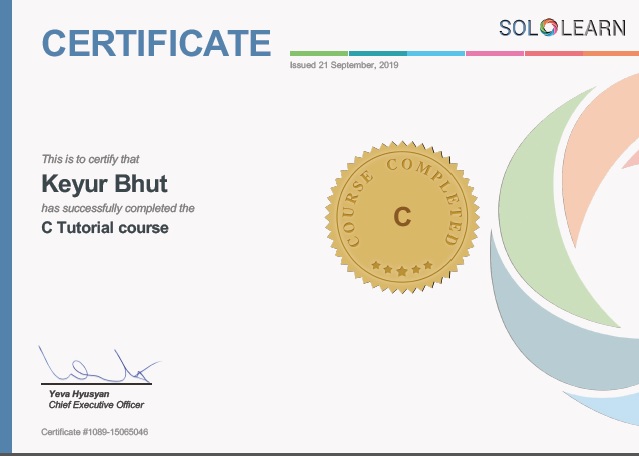 CERTIFICATE
SOLOLEARN
Issued 21 September, 2019
This is to certify that
Keyur Bhut
has successfully completed the
C Tutorial course
COURSE COMPLETED
C
Yeva Hyusyan
Chief Executive Officer
Certificate #1089-15065046